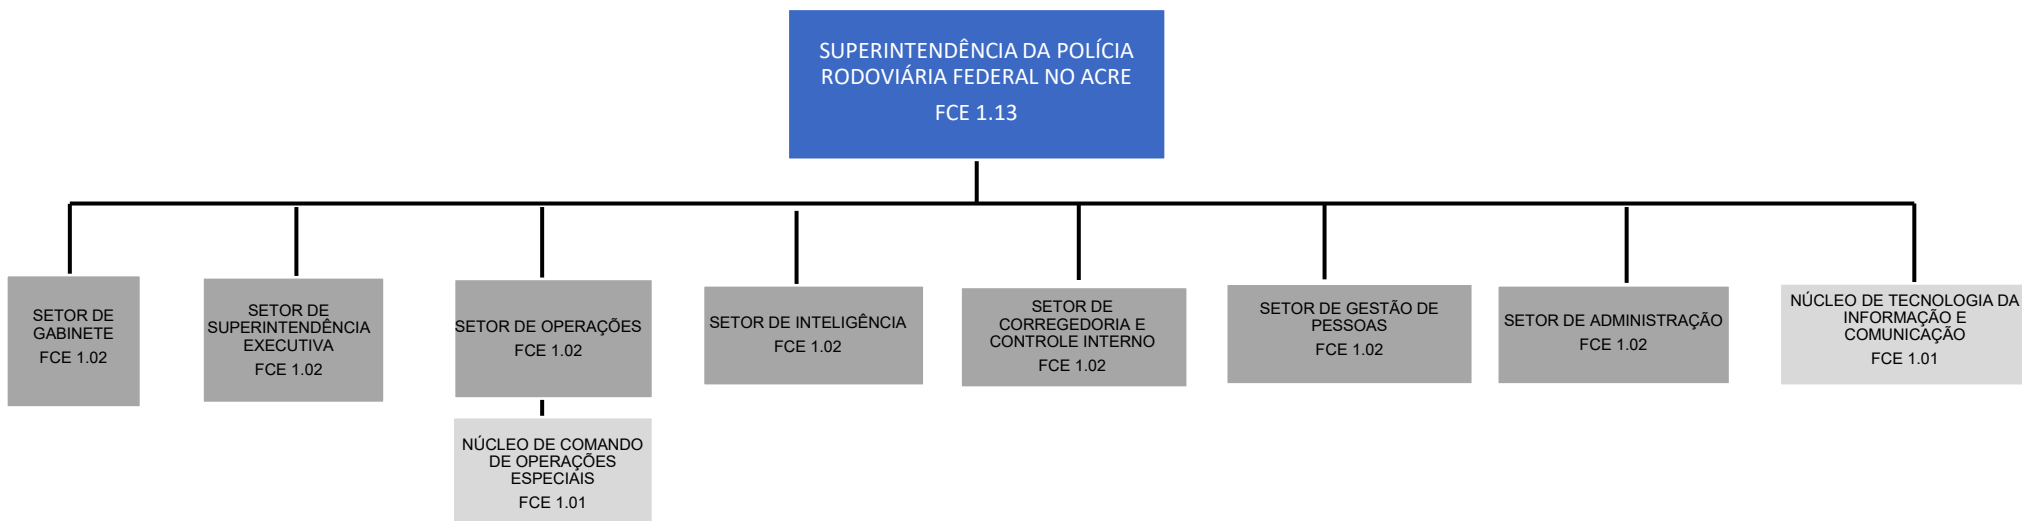 SUPERINTENDÊNCIA DA POLÍCIA
RODOVIÁRIA FEDERAL NO ACRE
FCE 1.13
SETOR DE
GABINETE
FCE 1.02
SETOR DE
SUPERINTENDÊNCIA
EXECUTIVA
FCE 1.02
SETOR DE OPERAÇÕES
FCE 1.02
NÚCLEO DE COMANDO
DE OPERAÇÕES
ESPECIAIS
FCE 1.01
SETOR DE INTELIGÊNCIA
FCE 1.02
SETOR DE
CORREGEDORIA E
CONTROLE INTERNO
FCE 1.02
SETOR DE GESTÃO DE
PESSOAS
FCE 1.02
SETOR DE ADMINISTRAÇÃO
FCE 1.02
NÚCLEO DE TECNOLOGIA DA
INFORMAÇÃO E
COMUNICAÇÃO
FCE 1.01